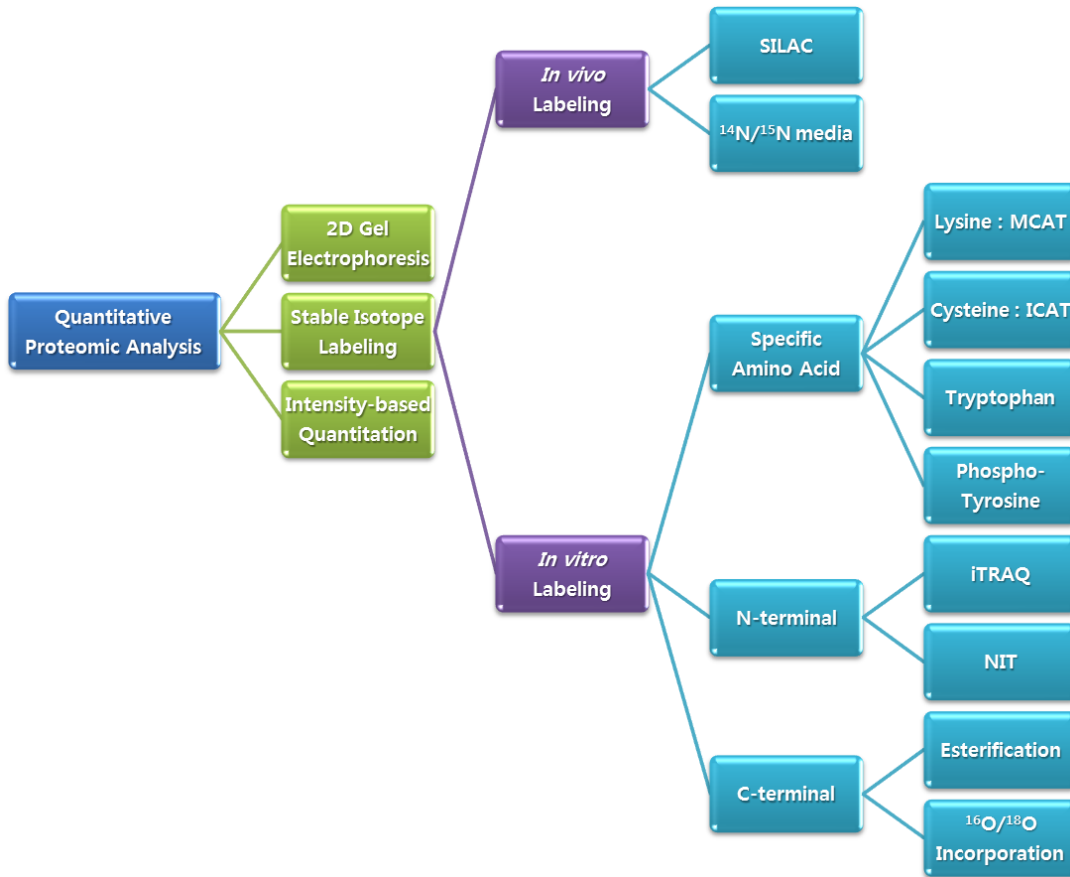 Quantitative
Proteomic Analysis
2D Gel
Electrophoresis
Stable Isotope
Labeling
Intensity-based
Quantitation
In vivo
Labeling
In vitro
Labeling
SILAC
¹⁴N/¹⁵N media
Specific
Amino Acid
N-terminal
C-terminal
Lysine : MCAT
Cysteine : ICAT
Tryptophan
Phospho-
Tyrosine
iTRAQ
NIT
Esterification
¹⁶O/¹⁸O
Incorporation